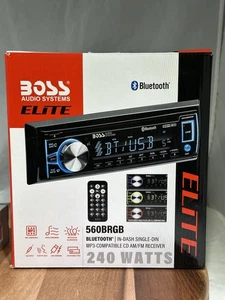 BOSS
AUDIO SYSTEMS
ELITE
Bluetooth®
BOSS
BT/USB
ELITE
560BRGB
BLUETOOTH® | IN-DASH SINGLE-DIN
MP3-COMPATIBLE CD AM/FM RECEIVER
240 WATTS